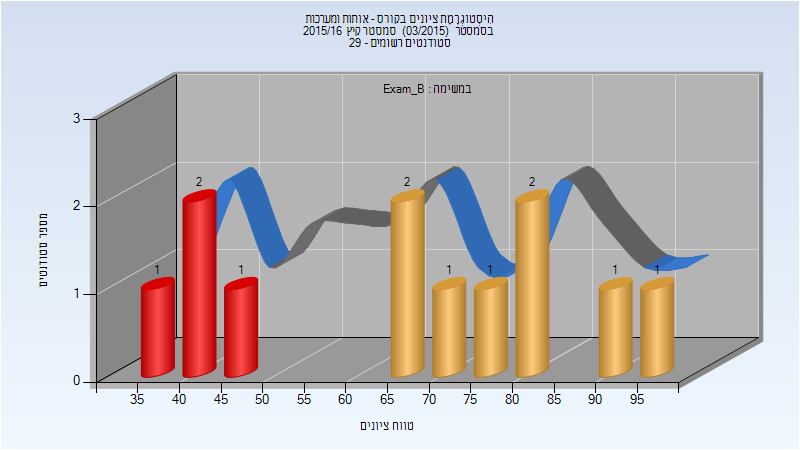 היסטוגרמת ציונים בקורס - אותות ומערכות
בסמסטר (03/2015) סמסטר קיץ 2015/16
סטודנטים רשומים - 29
במשימה : Exam_B
3
2
1
0
מספר סטודנטים
1
2
1
2
1
1
2
1
1
35 40 45 50 55 60 65 70 75 80 85 90 95
טווח ציונים